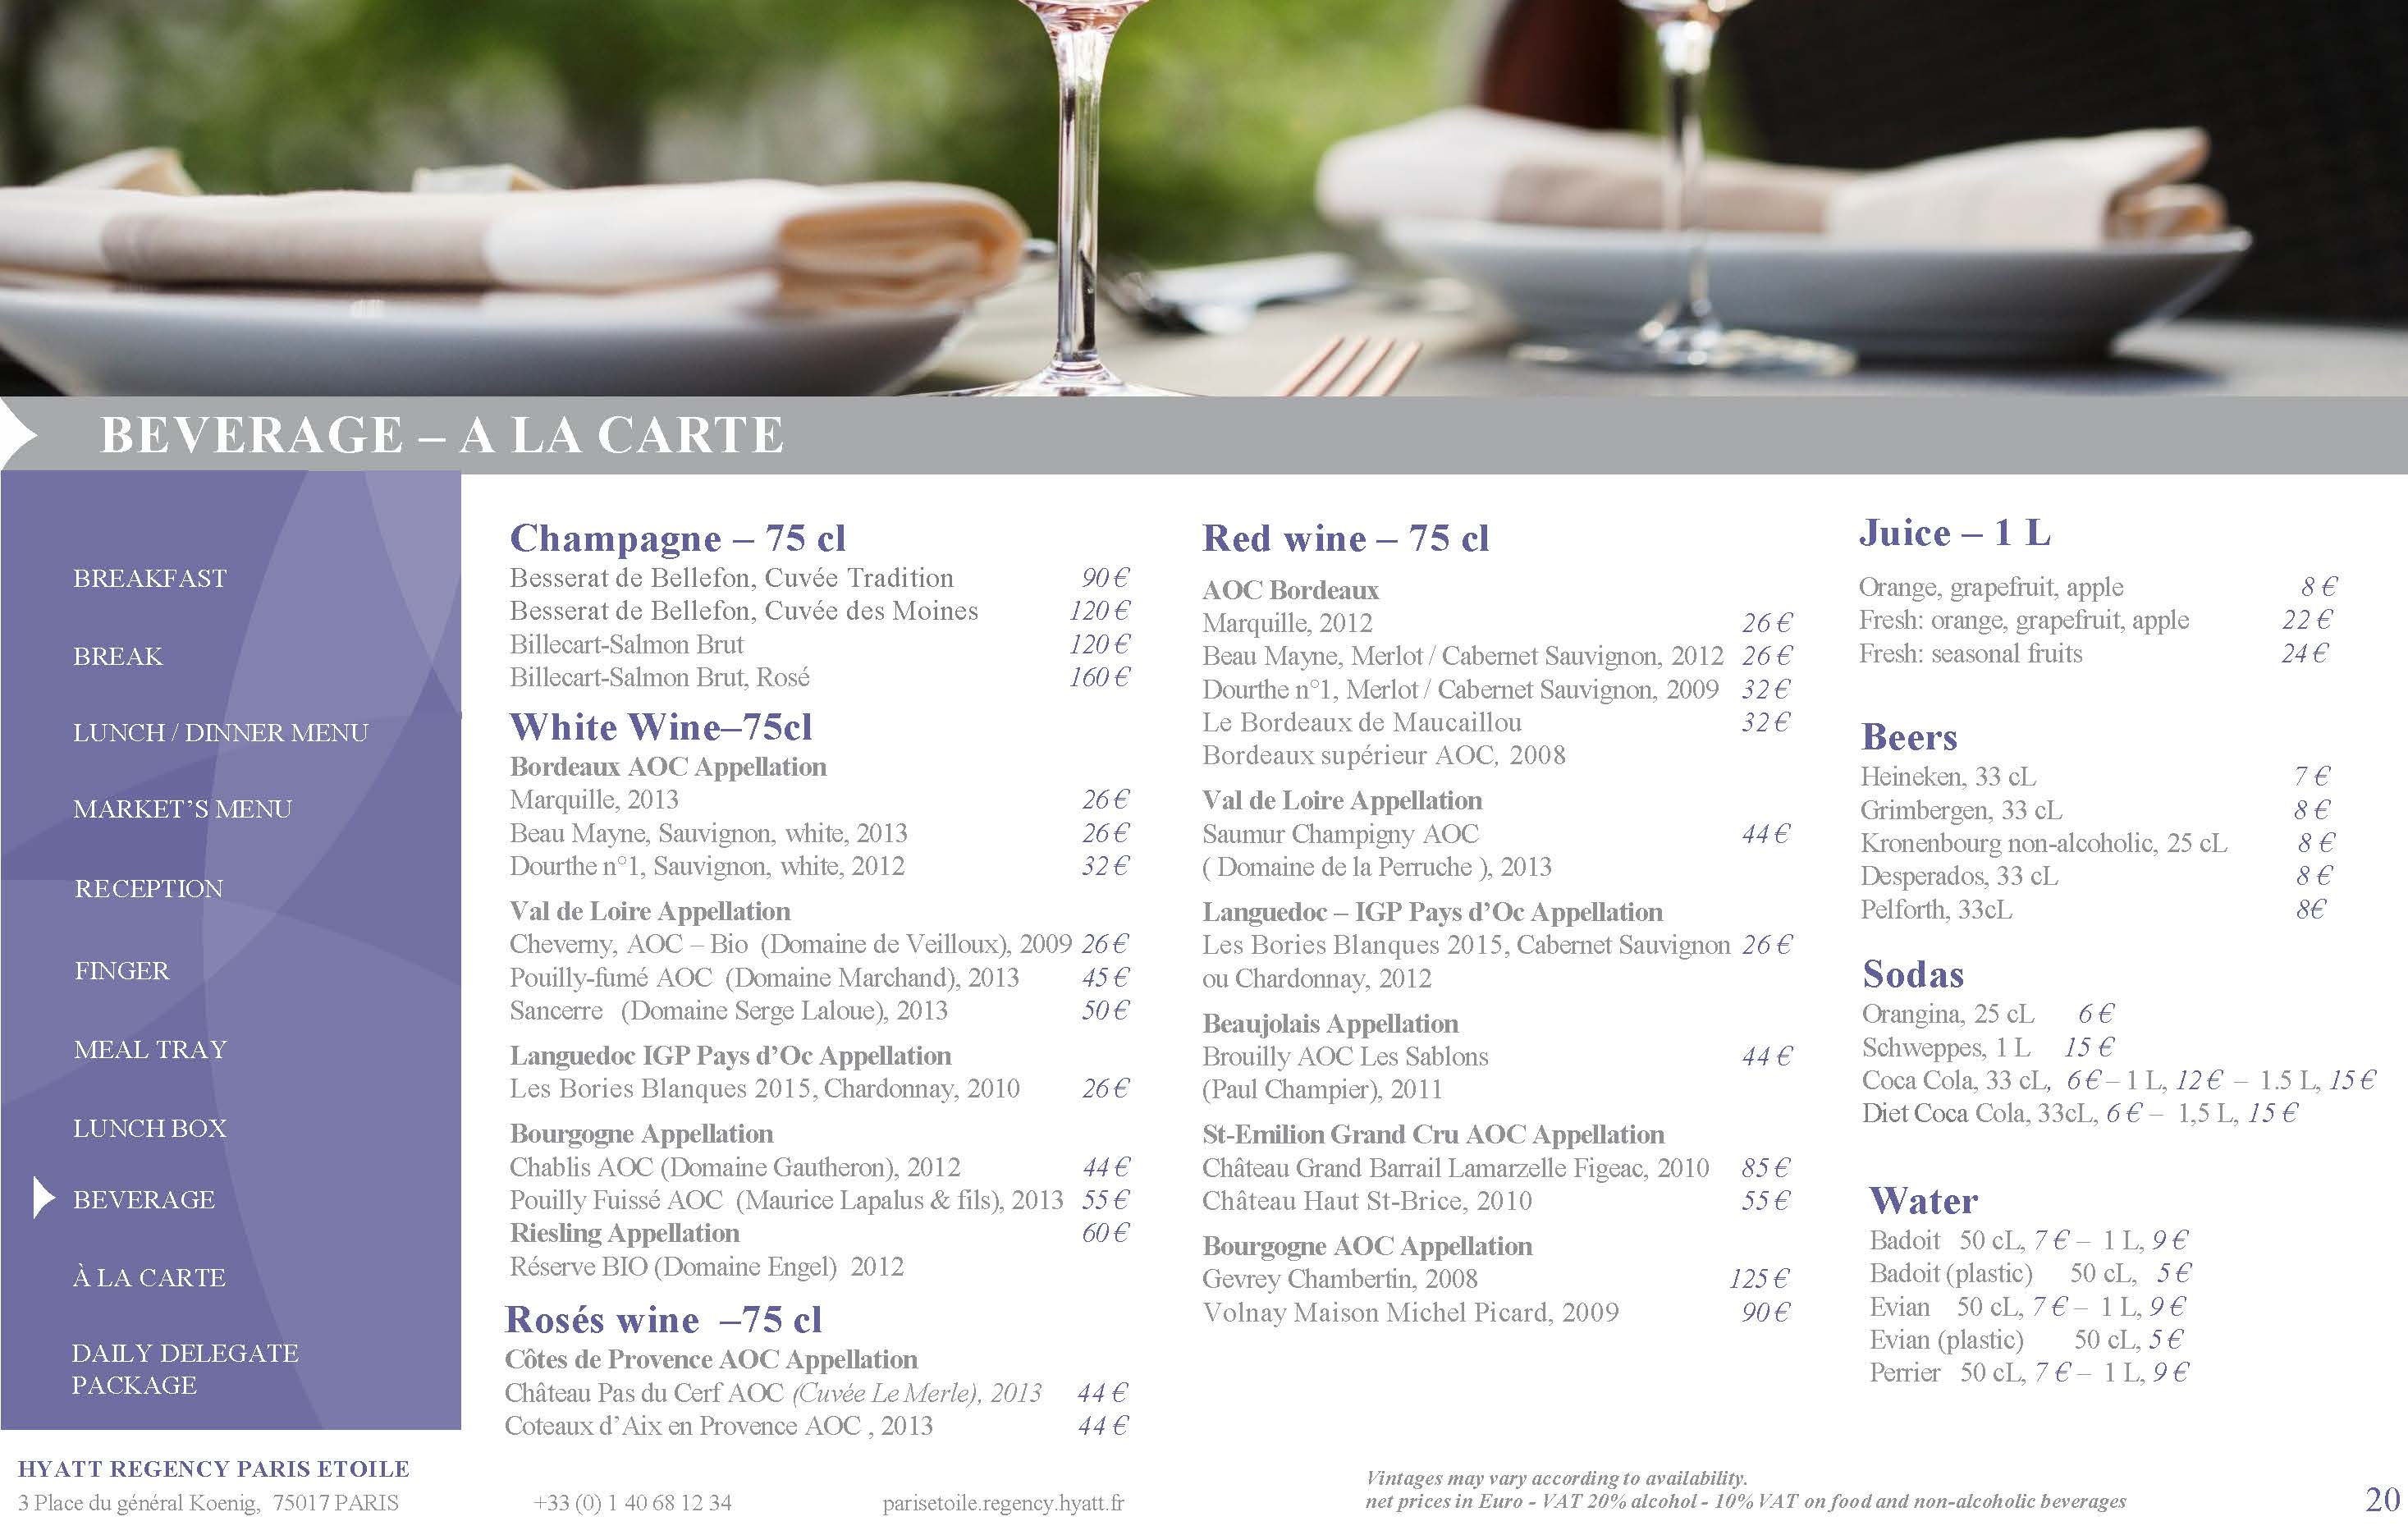 BEVERAGE – A LA CARTE
BREAKFAST
BREAK
LUNCH / DINNER MENU
MARKET'S MENU
RECEPTION
FINGER
MEAL TRAY
LUNCH BOX
BEVERAGE
À LA CARTE
DAILY DELEGATE
PACKAGE
Champagne – 75 cl
Besserat de Bellefon, Cuvée Tradition 90 €
Besserat de Bellefon, Cuvée des Moines 120 €
Billecart-Salmon Brut 120 €
Billecart-Salmon Brut, Rosé 160 €
White Wine–75cl
Bordeaux AOC Appellation
Marquille, 2013 26 €
Beau Mayne, Sauvignon, white, 2013 26 €
Dourthe n°1, Sauvignon, white, 2012 32 €
Val de Loire Appellation
Cheverny, AOC – Bio (Domaine de Veilloux), 2009 26 €
Pouilly-fumé AOC (Domaine Marchand), 2013 45 €
Sancerre (Domaine Serge Laloue), 2013 50 €
Languedoc IGP Pays d'Oc Appellation
Les Bories Blanques 2015, Chardonnay, 2010 26 €
Bourgogne Appellation
Chablis AOC (Domaine Gautheron), 2012 44 €
Pouilly Fuissé AOC (Maurice Lapalus & fils), 2013 55 €
Riesling Appellation 60 €
Réserve BIO (Domaine Engel) 2012
Rosés wine –75 cl
Côtes de Provence AOC Appellation
Château Pas du Cerf AOC (Cuvée Le Merle), 2013 44 €
Coteaux d'Aix en Provence AOC , 2013 44 €
Red wine – 75 cl
AOC Bordeaux
Marquille, 2012 26 €
Beau Mayne, Merlot / Cabernet Sauvignon, 2012 26 €
Dourthe n°1, Merlot / Cabernet Sauvignon, 2009 32 €
Le Bordeaux de Maucaillou 32 €
Bordeaux supérieur AOC, 2008
Val de Loire Appellation
Saumur Champigny AOC 44 €
( Domaine de la Perruche ), 2013
Languedoc – IGP Pays d'Oc Appellation
Les Bories Blanques 2015, Cabernet Sauvignon 26 €
ou Chardonnay, 2012
Beaujolais Appellation
Brouilly AOC Les Sablons 44 €
(Paul Champier), 2011
St-Emilion Grand Cru AOC Appellation
Château Grand Barrail Lamarzelle Figeac, 2010 85 €
Château Haut St-Brice, 2010 55 €
Bourgogne AOC Appellation
Gevrey Chambertin, 2008 125 €
Volnay Maison Michel Picard, 2009 90 €
Juice – 1 L
Orange, grapefruit, apple 8 €
Fresh: orange, grapefruit, apple 22 €
Fresh: seasonal fruits 24 €
Beers
Heineken, 33 cL 7 €
Grimbergen, 33 cL 8 €
Kronenbourg non-alcoholic, 25 cL 8 €
Desperados, 33 cL 8 €
Pelforth, 33cL 8€
Sodas
Orangina, 25 cL 6 €
Schweppes, 1 L 15 €
Coca Cola, 33 cL, 6 € – 1 L, 12 € – 1.5 L, 15 €
Diet Coca Cola, 33cL, 6 € – 1,5 L, 15 €
Water
Badoit 50 cL, 7 € – 1 L, 9 €
Badoit (plastic) 50 cL, 5 €
Evian 50 cL, 7 € – 1 L, 9 €
Evian (plastic) 50 cL, 5 €
Perrier 50 cL, 7 € – 1 L, 9 €
HYATT REGENCY PARIS ETOILE
3 Place du général Koenig, 75017 PARIS +33 (0) 1 40 68 12 34 parisetoile.regency.hyatt.fr
Vintages may vary according to availability.
net prices in Euro - VAT 20% alcohol - 10% VAT on food and non-alcoholic beverages
20